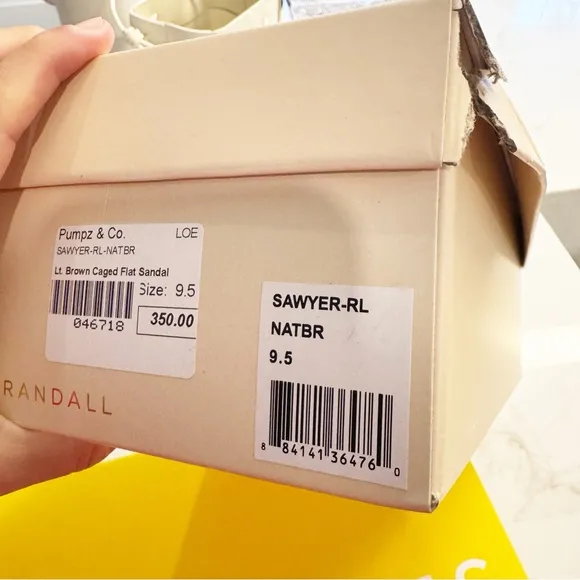 Pumpz & Co. LOE
SAWYER-RL-NATBR
Lt. Brown Caged Flat Sandal
Size: 9.5
046718
350.00
SAWYER-RL
NATBR
9.5
8 84141 36476 0
RANDALL